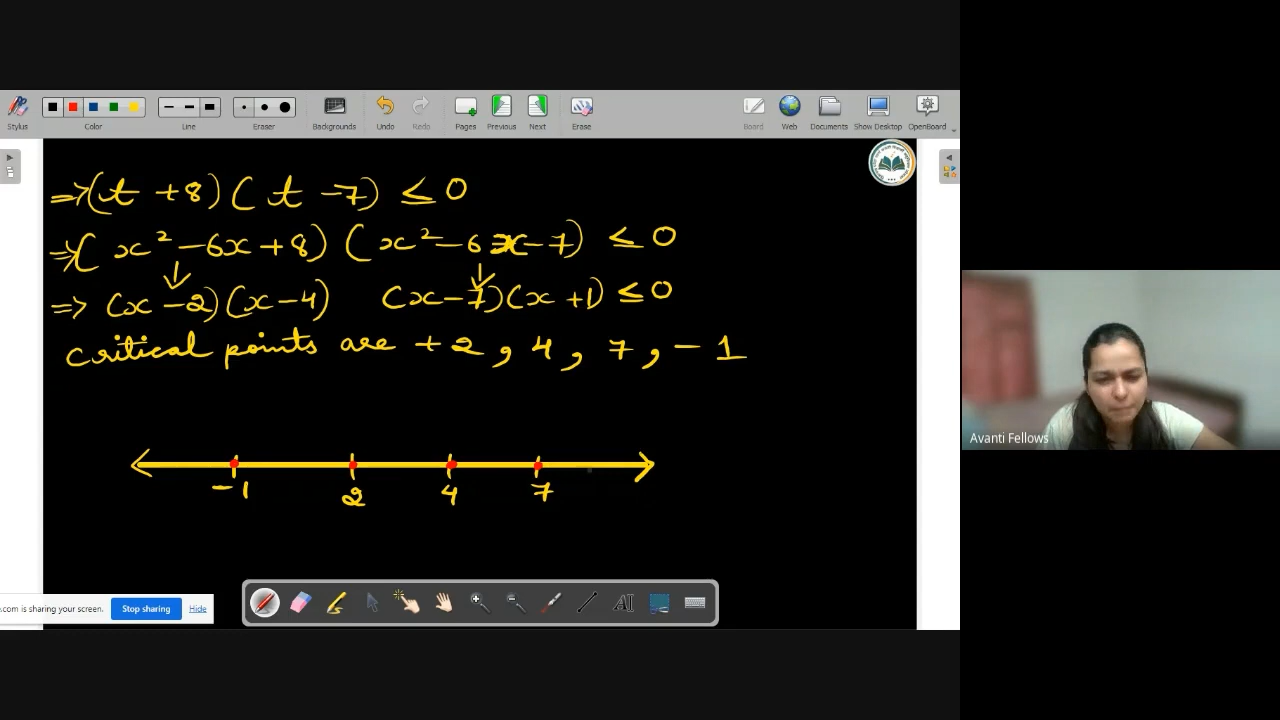 Stylus Color Line Eraser Backgrounds Undo Redo Pages Previous Next Erase Board Web Documents Show Desktop OpenBoard
⇒(t +8)(t -7) ≤ 0
⇒(x² -6x +8)(x² -6x -7) ≤ 0
⇒ (x -2)(x -4) (x -7)(x +1) ≤ 0
critical points are +2, 4, 7, -1
-1 2 4 7
Avanti Fellows
.com is sharing your screen. Stop sharing Hide
AI